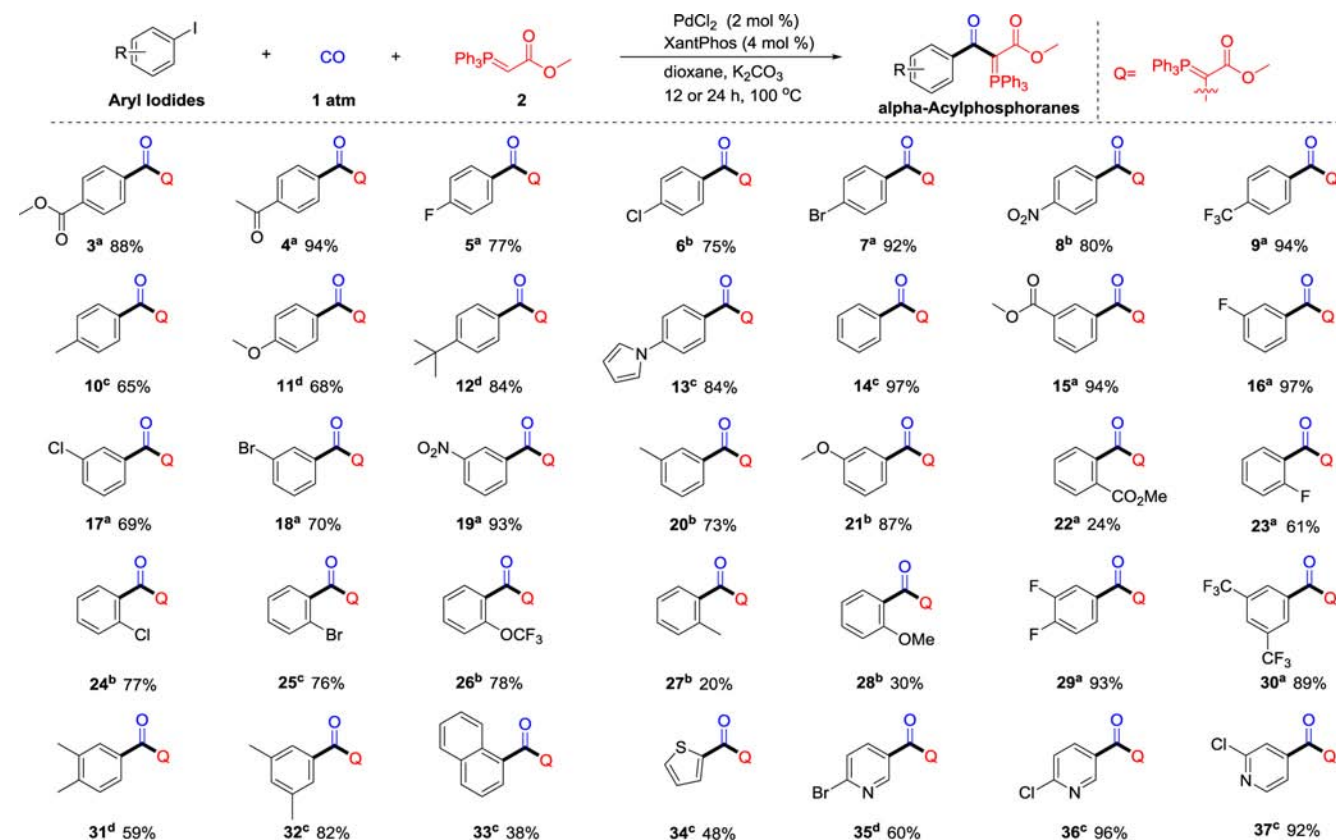 R I + CO + Ph3P O O PdCl2 (2 mol %) XantPhos (4 mol %) dioxane, K2CO3 12 or 24 h, 100 °C R O O O PPh3 Q= Ph3P O O
Aryl Iodides 1 atm 2 alpha-Acylphosphoranes
O Q O O O Q O O Q F O Q Cl O Q Br O Q O2N O Q F3C
3a 88% 4a 94% 5a 77% 6b 75% 7a 92% 8b 80% 9a 94%
O Q O Q O O Q O Q N O Q O O O Q F O Q
10c 65% 11d 68% 12d 84% 13c 84% 14c 97% 15a 94% 16a 97%
Cl O Q Br O Q NO2 O Q O Q O O Q O Q CO2Me O Q F
17a 69% 18a 70% 19a 93% 20b 73% 21b 87% 22a 24% 23a 61%
O Q Cl O Q Br O Q OCF3 O Q O Q OMe F F O Q CF3 CF3 O Q
24b 77% 25c 76% 26b 78% 27b 20% 28b 30% 29a 93% 30a 89%
O Q O Q O Q S O Q Br N O Q Cl N O Q Cl N O Q
31d 59% 32c 82% 33c 38% 34c 48% 35d 60% 36c 96% 37c 92%